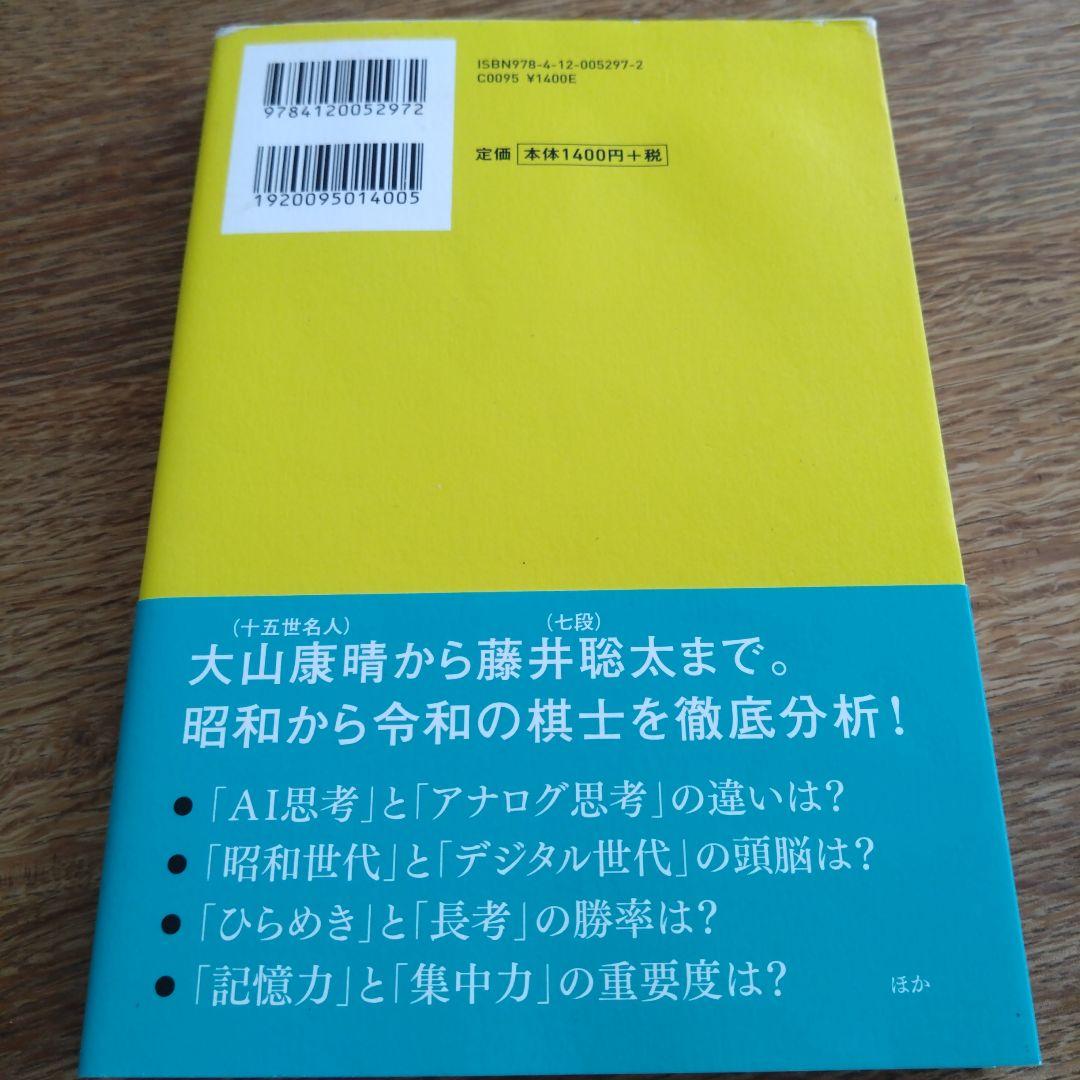 ISBN978-4-12-005297-2
C0095 ¥1400E
9784120052972
定価 本体1400円+税
1920095014005
(十五世名人) (七段)
大山康晴から藤井聡太まで。
昭和から令和の棋士を徹底分析!
●「AI思考」と「アナログ思考」の違いは?
●「昭和世代」と「デジタル世代」の頭脳は?
●「ひらめき」と「長考」の勝率は?
●「記憶力」と「集中力」の重要度は? ほか